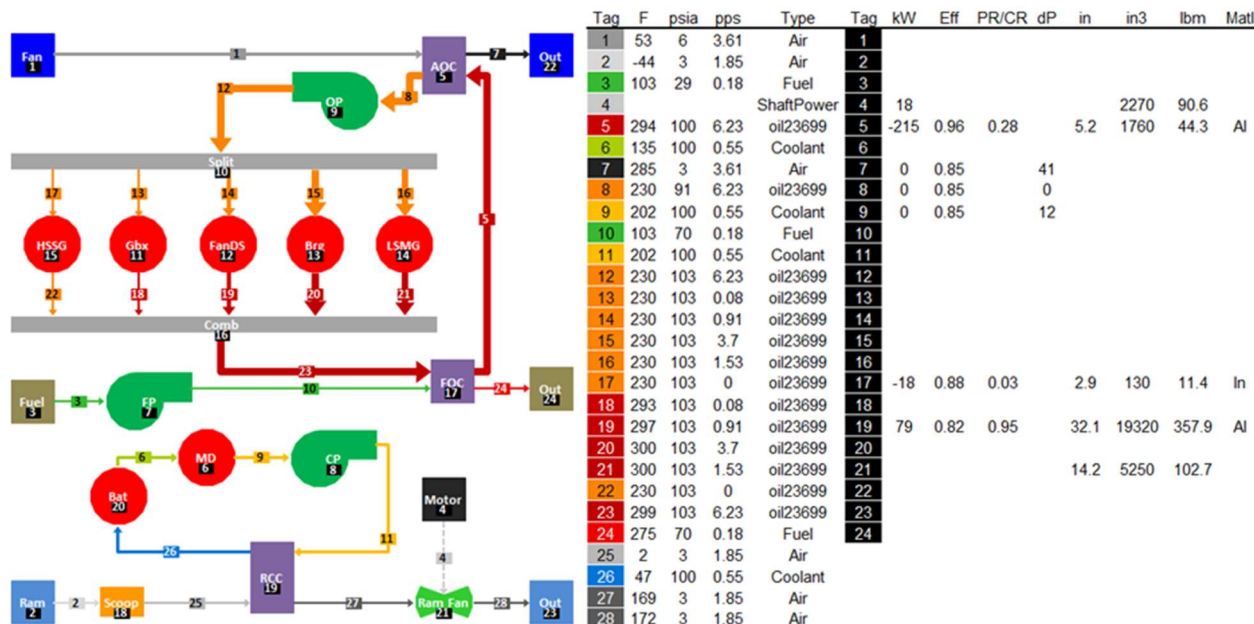 Fan
1
1
AOC
5
7
Out
22
12
OP
9
8
Split
10
17
13
14
15
16
5
HSSG
15
Gbx
11
FanDS
12
Brg
13
LSMG
14
22
18
19
20
21
Comb
16
23
Fuel
3
3
FP
7
10
FOC
17
24
Out
24
Bat
20
6
MD
6
9
CP
8
Motor
4
11
26
4
RCC
19
Ram
2
2
Scoop
18
25
27
Ram Fan
21
28
Out
23
Tag F psia pps Type Tag kW Eff PR/CR dP in in3 lbm Matl
1 53 6 3.61 Air 1
2 -44 3 1.85 Air 2
3 103 29 0.18 Fuel 3
4 ShaftPower 4 18 2270 90.6
5 294 100 6.23 oil23699 5 -215 0.96 0.28 5.2 1760 44.3 Al
6 135 100 0.55 Coolant 6
7 285 3 3.61 Air 7 0 0.85 41
8 230 91 6.23 oil23699 8 0 0.85 0
9 202 100 0.55 Coolant 9 0 0.85 12
10 103 70 0.18 Fuel 10
11 202 100 0.55 Coolant 11
12 230 103 6.23 oil23699 12
13 230 103 0.08 oil23699 13
14 230 103 0.91 oil23699 14
15 230 103 3.7 oil23699 15
16 230 103 1.53 oil23699 16
17 230 103 0 oil23699 17 -18 0.88 0.03 2.9 130 11.4 In
18 293 103 0.08 oil23699 18
19 297 103 0.91 oil23699 19 79 0.82 0.95 32.1 19320 357.9 Al
20 300 103 3.7 oil23699 20
21 300 103 1.53 oil23699 21 14.2 5250 102.7
22 230 103 0 oil23699 22
23 299 103 6.23 oil23699 23
24 275 70 0.18 Fuel 24
25 2 3 1.85 Air
26 47 100 0.55 Coolant
27 169 3 1.85 Air
28 172 3 1.85 Air